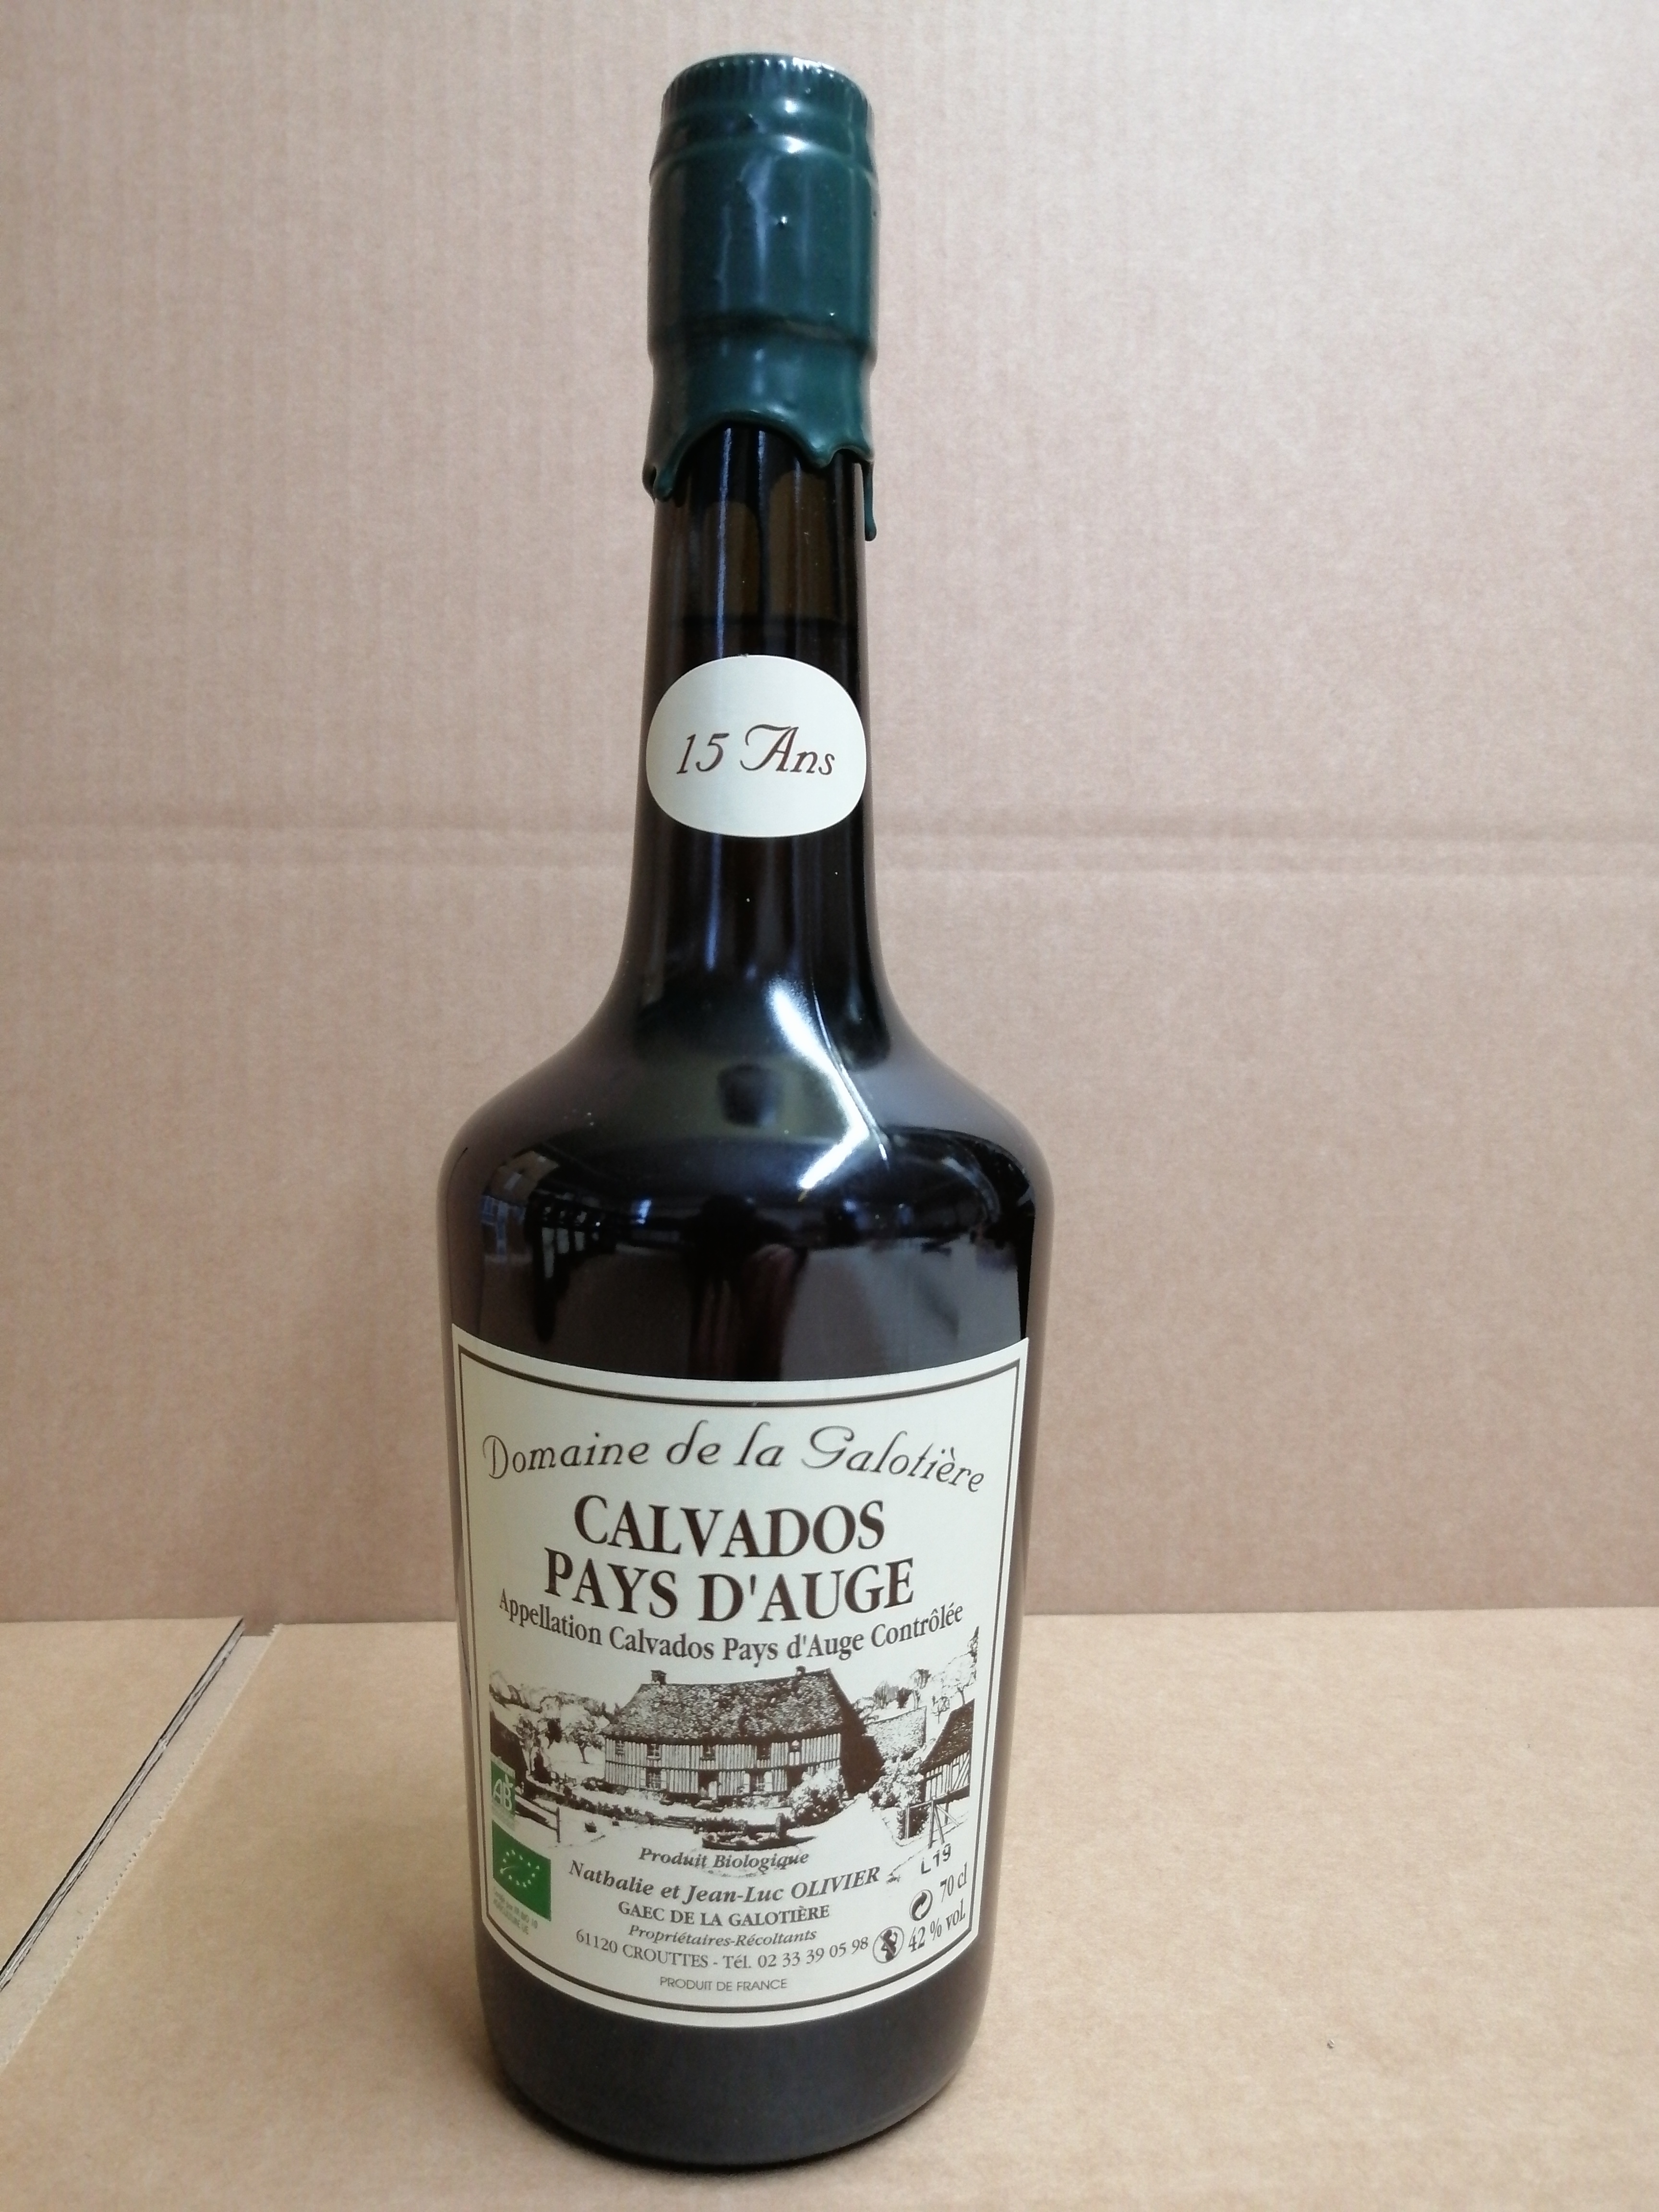 15 Ans
Domaine de la Galotière
CALVADOS
PAYS D'AUGE
Appellation Calvados Pays d'Auge Contrôlée
AB
Produit Biologique
L19
Nathalie et Jean-Luc OLIVIER
70 cl
GAEC DE LA GALOTIÈRE
Propriétaires-Récoltants
42 % vol.
61120 CROUTTES - Tél. 02 33 39 05 98
PRODUIT DE FRANCE